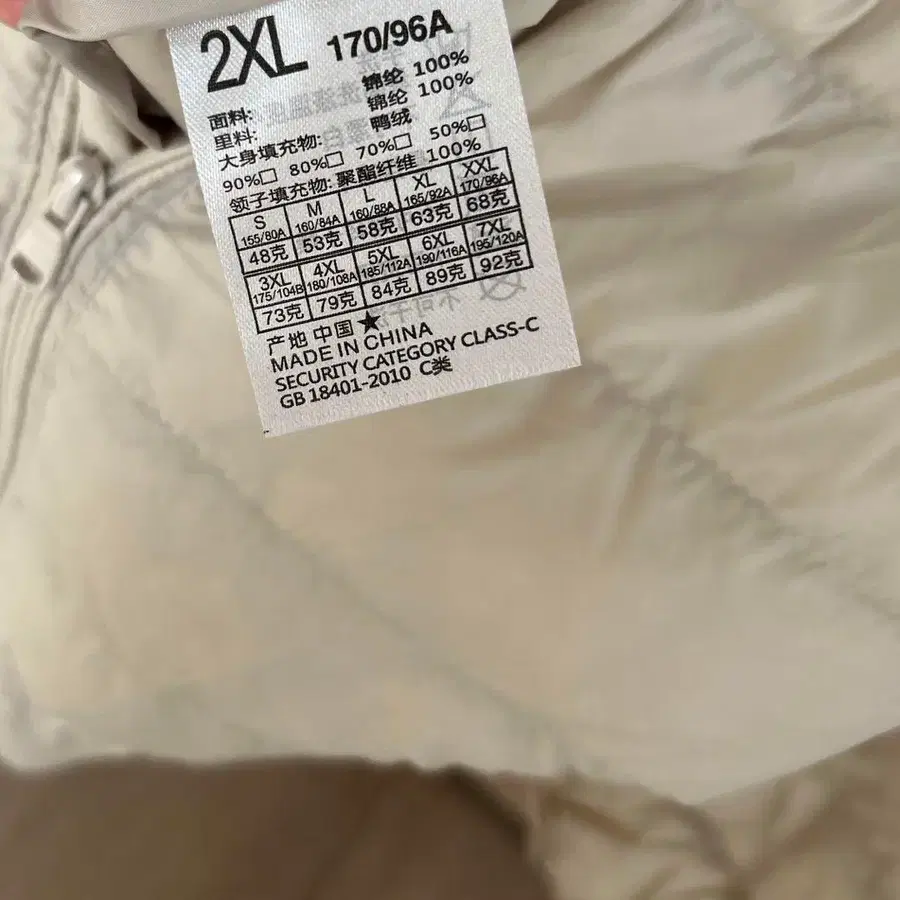 2XL 170/96A
面料: 锦纶 100%
里料: 锦纶 100%
大身填充物: 鸭绒
90%□ 80%□ 70%□ 50%□
领子填充物: 聚酯纤维 100%
S M L XL XXL
155/80A 160/84A 160/88A 165/92A 170/96A
48克 53克 58克 63克 68克
3XL 4XL 5XL 6XL 7XL
175/104B 180/108A 185/112A 190/116A 195/120A
73克 79克 84克 89克 92克
产地 中国 ★
MADE IN CHINA
SECURITY CATEGORY CLASS-C
GB 18401-2010 C类